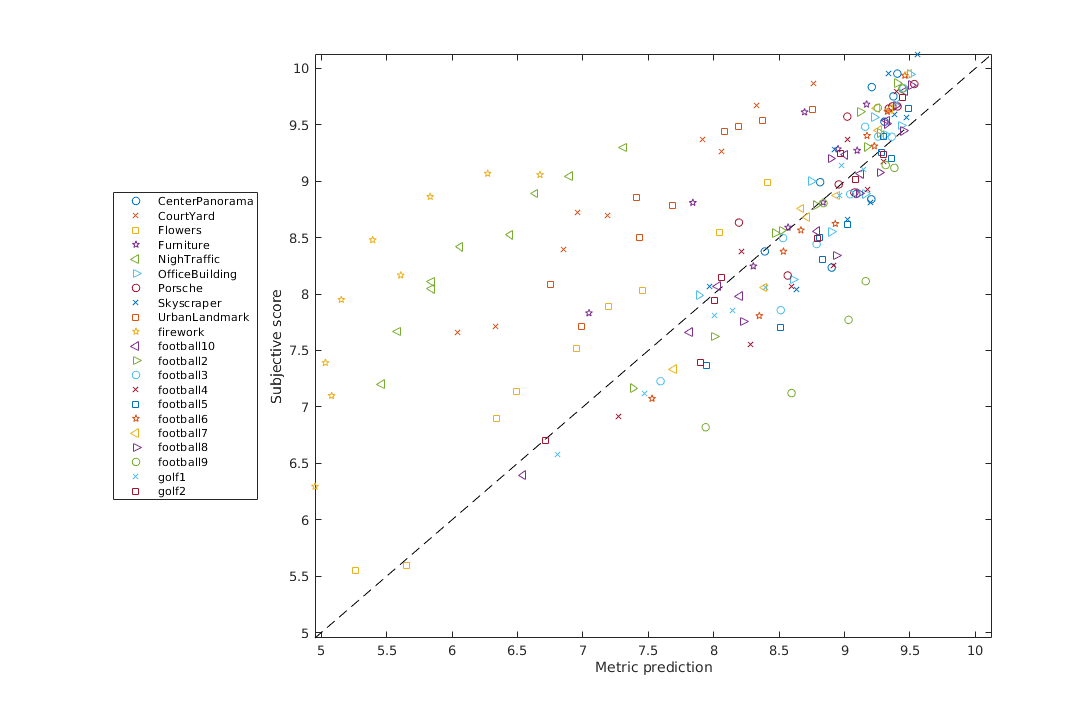 CenterPanorama
CourtYard
Flowers
Furniture
NighTraffic
OfficeBuilding
Porsche
Skyscraper
UrbanLandmark
firework
football10
football2
football3
football4
football5
football6
football7
football8
football9
golf1
golf2
Subjective score
10
9.5
9
8.5
8
7.5
7
6.5
6
5.5
5
5 5.5 6 6.5 7 7.5 8 8.5 9 9.5 10
Metric prediction